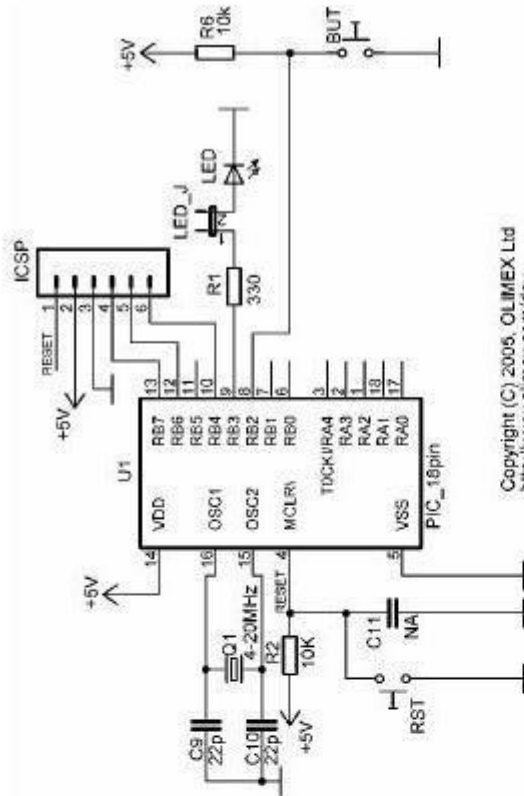 +5V
R6
10k
BUT
LED
LED_J
1
2
R1
330
ICSP
1
2
3
4
5
6
RESET
+5V
U1
VDD
14
OSC1
16
OSC2
15
MCLR\
4
VSS
5
RB7
13
RB6
12
RB5
11
RB4
10
RB3
9
RB2
8
RB1
7
RB0
6
T0CKI/RA4
3
RA3
2
RA2
1
RA1
18
RA0
17
PIC_18pin
+5V
C9
22p
C10
22p
Q1
4-20MHz
RESET
R2
10K
+5V
C11
NA
RST
Copyright (C) 2005, OLIMEX Ltd